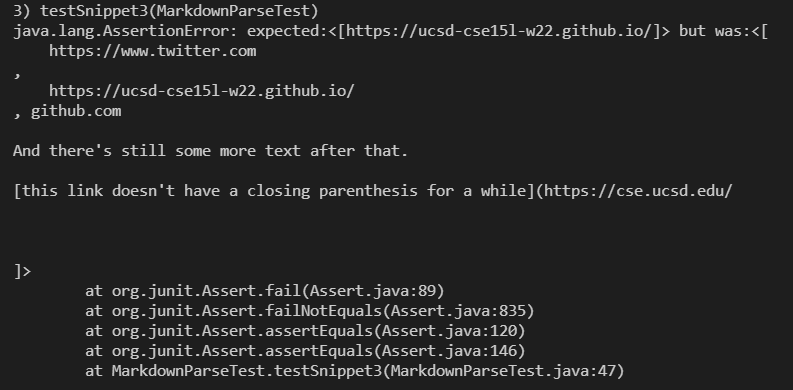 3) testSnippet3(MarkdownParseTest)
java.lang.AssertionError: expected:<[https://ucsd-cse15l-w22.github.io/]> but was:<[
    https://www.twitter.com
,
    https://ucsd-cse15l-w22.github.io/
, github.com

And there's still some more text after that.

[this link doesn't have a closing parenthesis for a while](https://cse.ucsd.edu/



]>
        at org.junit.Assert.fail(Assert.java:89)
        at org.junit.Assert.failNotEquals(Assert.java:835)
        at org.junit.Assert.assertEquals(Assert.java:120)
        at org.junit.Assert.assertEquals(Assert.java:146)
        at MarkdownParseTest.testSnippet3(MarkdownParseTest.java:47)